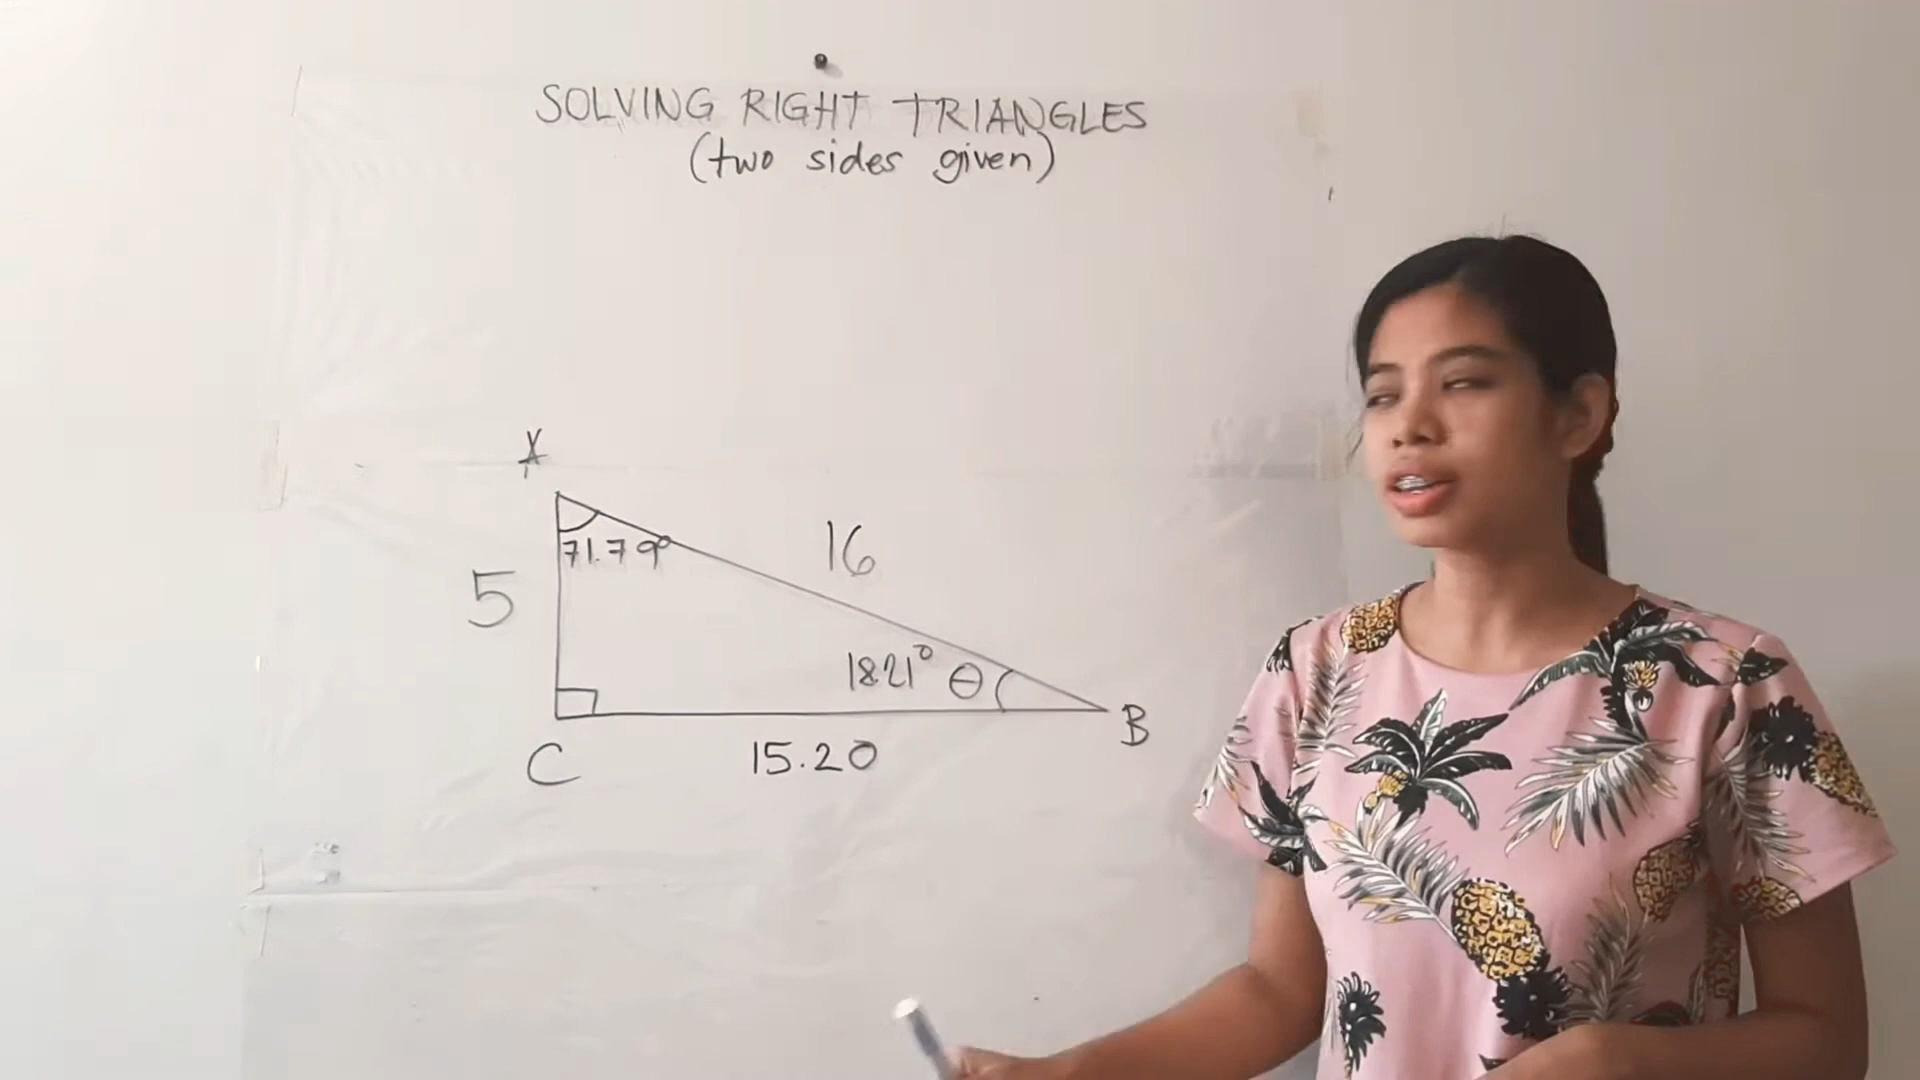 SOLVING RIGHT TRIANGLES
(two sides given)
A
71.79°
16
5
18.21° θ
B
C
15.20